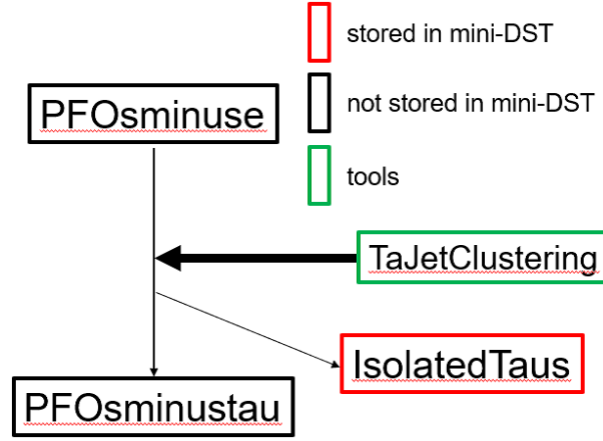 stored in mini-DST
PFOsminuse
not stored in mini-DST
tools
TaJetClustering
IsolatedTaus
PFOsminustau